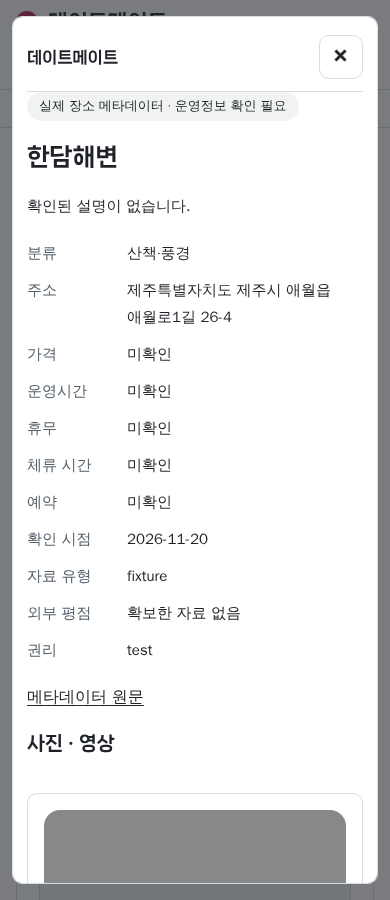 데이트메이트
×
실제 장소 메타데이터 · 운영정보 확인 필요
한담해변
확인된 설명이 없습니다.
분류 산책·풍경
주소 제주특별자치도 제주시 애월읍
애월로1길 26-4
가격 미확인
운영시간 미확인
휴무 미확인
체류 시간 미확인
예약 미확인
확인 시점 2026-11-20
자료 유형 fixture
외부 평점 확보한 자료 없음
권리 test
메타데이터 원문
사진 · 영상